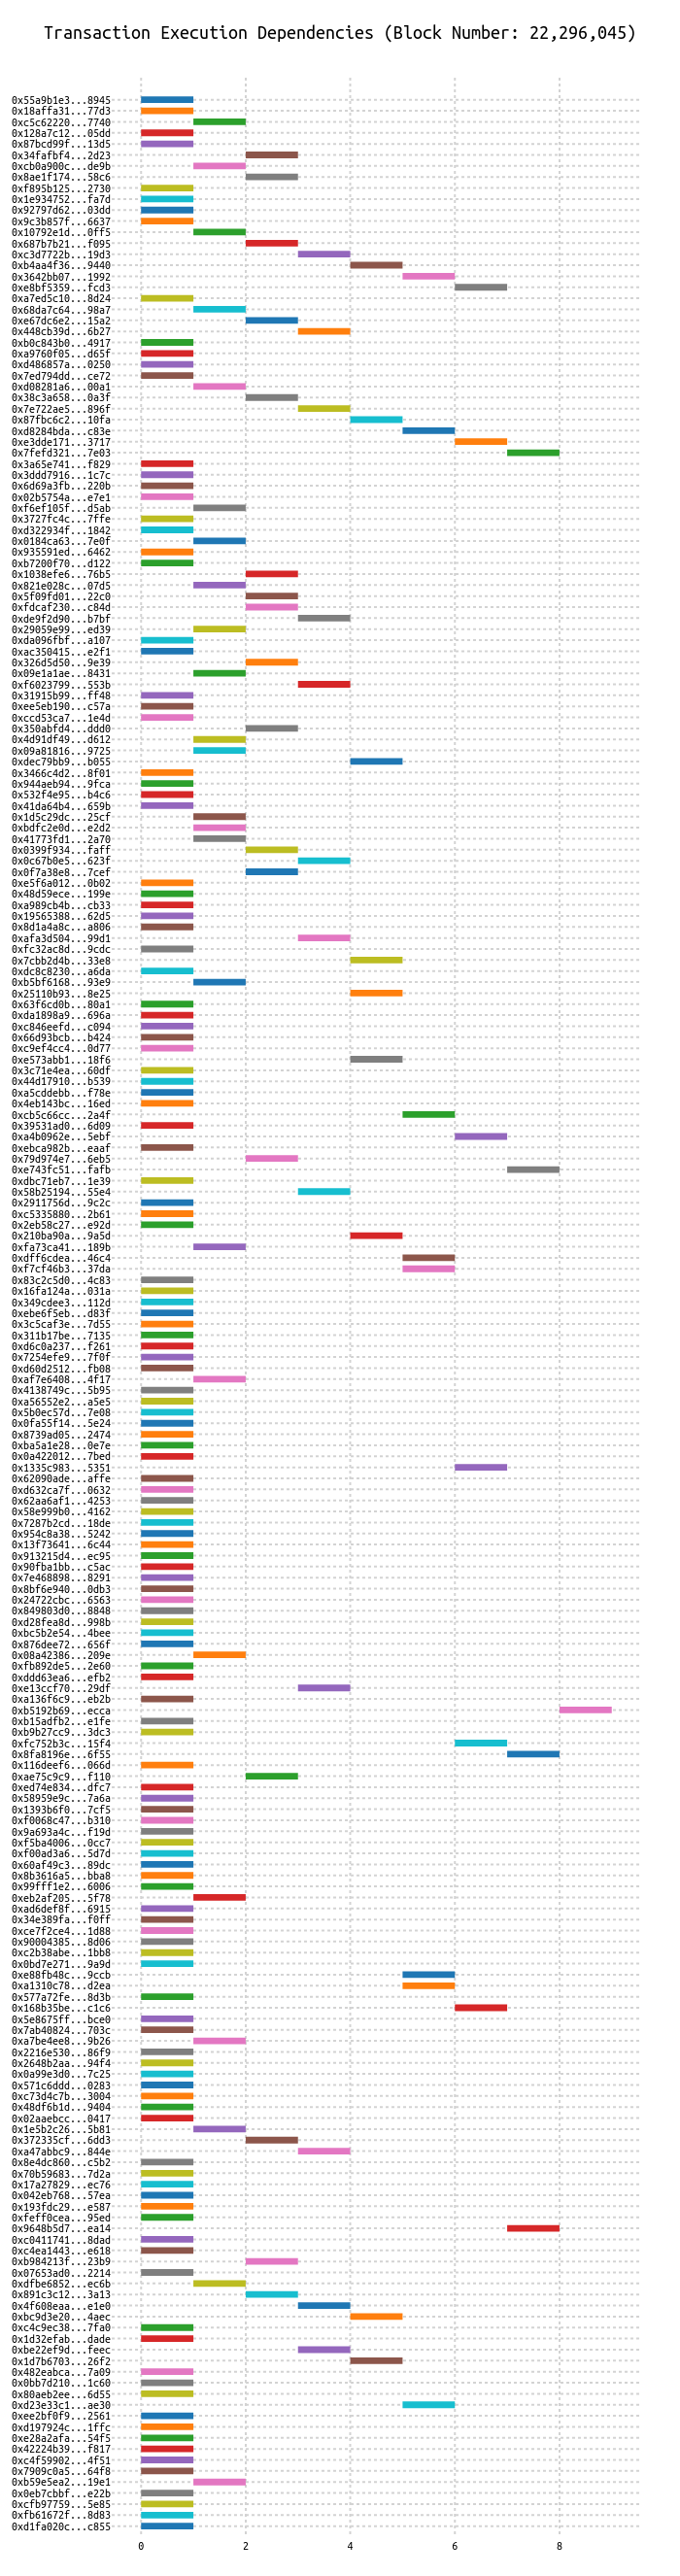 Transaction Execution Dependencies (Block Number: 22,296,045)
0x55a9b1e3...8945
0x18affa31...77d3
0xc5c62220...7740
0x128a7c12...05dd
0x87bcd99f...13d5
0x34fafbf4...2d23
0xcb0a900c...de9b
0x8ae1f174...58c6
0xf895b125...2730
0x1e934752...fa7d
0x92797d62...03dd
0x9c3b857f...6637
0x10792e1d...0ff5
0x687b7b21...f095
0xc3d7722b...19d3
0xb4aa4f36...9440
0x3642bb07...1992
0xe8bf5359...fcd3
0xa7ed5c10...8d24
0x68da7c64...98a7
0xe67dc6e2...15a2
0x448cb39d...6b27
0xb0c843b0...4917
0xa9760f05...d65f
0xd486857a...0250
0x7ed794dd...ce72
0xd08281a6...00a1
0x38c3a658...0a3f
0x7e722ae5...896f
0x87fbc6c2...10fa
0xd8284bda...c83e
0xe3dde171...3717
0x7fefd321...7e03
0x3a65e741...f829
0x3ddd7916...1c7c
0x6d69a3fb...220b
0x02b5754a...e7e1
0xf6ef105f...d5ab
0x3727fc4c...7ffe
0xd322934f...1842
0x0184ca63...7e0f
0x935591ed...6462
0xb7200f70...d122
0x1038efe6...76b5
0x821e028c...07d5
0x5f09fd01...22c0
0xfdcaf230...c84d
0xde9f2d90...b7bf
0x29059e99...ed39
0xda096fbf...a107
0xac350415...e2f1
0x326d5d50...9e39
0x09e1a1ae...8431
0xf6023799...553b
0x31915b99...ff48
0xee5eb190...c57a
0xccd53ca7...1e4d
0x350abfd4...ddd0
0x4d91df49...d612
0x09a81816...9725
0xdec79bb9...b055
0x3466c4d2...8f01
0x944aeb94...9fca
0x532f4e95...b4c6
0x41da64b4...659b
0x1d5c29dc...25cf
0xbdfc2e0d...e2d2
0x41773fd1...2a70
0x0399f934...faff
0x0c67b0e5...623f
0x0f7a38e8...7cef
0xe5f6a012...0b02
0x48d59ece...199e
0xa989cb4b...cb33
0x19565388...62d5
0x8d1a4a8c...a806
0xafa3d504...99d1
0xfc32ac8d...9cdc
0x7cbb2d4b...33e8
0xdc8c8230...a6da
0xb5bf6168...93e9
0x25110b93...8e25
0x63f6cd0b...80a1
0xda1898a9...696a
0xc846eefd...c094
0x66d93bcb...b424
0xc9ef4cc4...0d77
0xe573abb1...18f6
0x3c71e4ea...60df
0x44d17910...b539
0xa5cddebb...f78e
0x4eb143bc...16ed
0xcb5c66cc...2a4f
0x39531ad0...6d09
0xa4b0962e...5ebf
0xebca982b...eaaf
0x79d974e7...6eb5
0xe743fc51...fafb
0xdbc71eb7...1e39
0x58b25194...55e4
0x2911756d...9c2c
0xc5335880...2b61
0x2eb58c27...e92d
0x210ba90a...9a5d
0xfa73ca41...189b
0xdff6cdea...46c4
0xf7cf46b3...37da
0x83c2c5d0...4c83
0x16fa124a...031a
0x349cdee3...112d
0xebe6f5eb...d83f
0x3c5caf3e...7d55
0x311b17be...7135
0xd6c0a237...f261
0x7254efe9...7f0f
0xd60d2512...fb08
0xaf7e6408...4f17
0x4138749c...5b95
0xa56552e2...a5e5
0x5b0ec57d...7e08
0x0fa55f14...5e24
0x8739ad05...2474
0xba5a1e28...0e7e
0x0a422012...7bed
0x1335c983...5351
0x62090ade...affe
0xd632ca7f...0632
0x62aa6af1...4253
0x58e999b0...4162
0x7287b2cd...18de
0x954c8a38...5242
0x13f73641...6c44
0x913215d4...ec95
0x90fba1bb...c5ac
0x7e468898...8291
0x8bf6e940...0db3
0x24722cbc...6563
0x849803d0...8848
0xd28fea8d...998b
0xbc5b2e54...4bee
0x876dee72...656f
0x08a42386...209e
0xfb892de5...2e60
0xddd63ea6...efb2
0xe13ccf70...29df
0xa136f6c9...eb2b
0xb5192b69...ecca
0xb15adfb2...e1fe
0xb9b27cc9...3dc3
0xfc752b3c...15f4
0x8fa8196e...6f55
0x116deef6...066d
0xae75c9c9...f110
0xed74e834...dfc7
0x58959e9c...7a6a
0x1393b6f0...7cf5
0xf0068c47...b310
0x9a693a4c...f19d
0xf5ba4006...0cc7
0xf00ad3a6...5d7d
0x60af49c3...89dc
0x8b3616a5...bba8
0x99fff1e2...6006
0xeb2af205...5f78
0xad6def8f...6915
0x34e389fa...f0ff
0xce7f2ce4...1d88
0x90004385...8d06
0xc2b38abe...1bb8
0x0bd7e271...9a9d
0xe88fb48c...9ccb
0xa1310c78...d2ea
0x577a72fe...8d3b
0x168b35be...c1c6
0x5e8675ff...bce0
0x7ab40824...703c
0xa7be4ee8...9b26
0x2216e530...86f9
0x2648b2aa...94f4
0x0a99e3d0...7c25
0x571c6ddd...0283
0xc73d4c7b...3004
0x48df6b1d...9404
0x02aaebcc...0417
0x1e5b2c26...5b81
0x372335cf...6dd3
0xa47abbc9...844e
0x8e4dc860...c5b2
0x70b59683...7d2a
0x17a27829...ec76
0x042eb768...57ea
0x193fdc29...e587
0xfeff0cea...95ed
0x9648b5d7...ea14
0xc0411741...8dad
0xc4ea1443...e618
0xb984213f...23b9
0x07653ad0...2214
0xdfbe6852...ec6b
0x891c3c12...3a13
0x4f608eaa...e1e0
0xbc9d3e20...4aec
0xc4c9ec38...7fa0
0x1d32efab...dade
0xbe22ef9d...feec
0x1d7b6703...26f2
0x482eabca...7a09
0x0bb7d210...1c60
0x80aeb2ee...6d55
0xd23e33c1...ae30
0xee2bf0f9...2561
0xd197924c...1ffc
0xe28a2afa...54f5
0x42224b39...f817
0xc4f59902...4f51
0x7909c0a5...64f8
0xb59e5ea2...19e1
0x0eb7cbbf...e22b
0xcfb97759...5e85
0xfb61672f...8d83
0xd1fa020c...c855
0 2 4 6 8